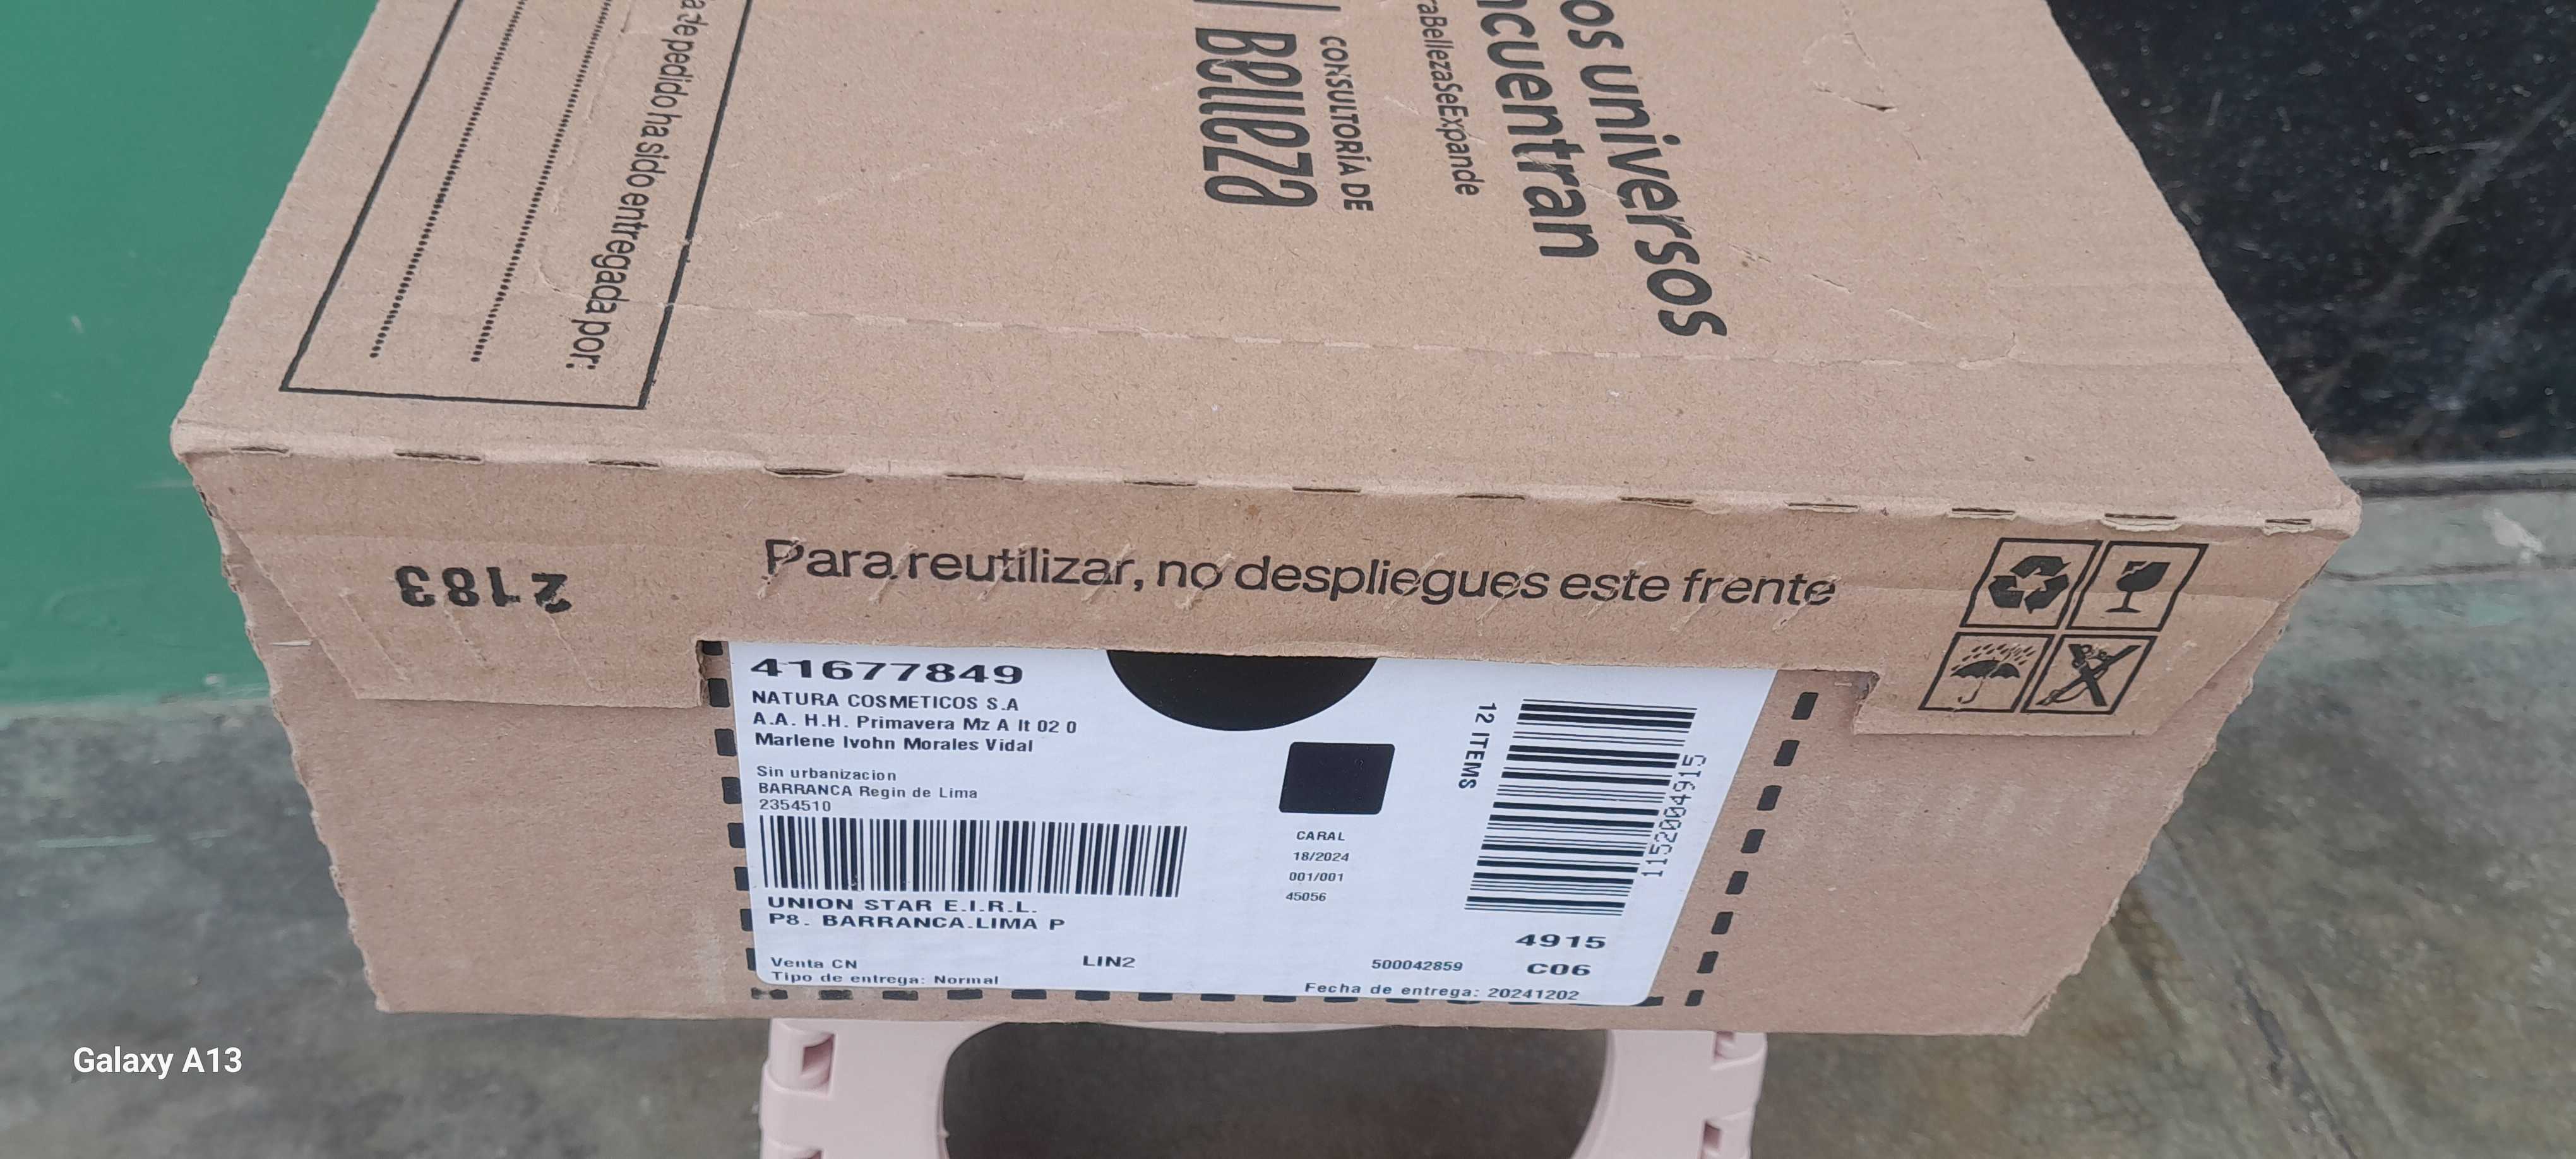 a de pedido ha sido entregada por:
Belleza
CONSULTORÍA DE
raBellezaSeExpande
os universos
ncuentran
2183
Para reutilizar, no despliegues este frente
41677849
NATURA COSMETICOS S.A
A.A. H.H. Primavera Mz A lt 02 0
Marlene Ivohn Morales Vidal
Sin urbanizacion
BARRANCA Regin de Lima
2354510
UNION STAR E.I.R.L.
P8. BARRANCA.LIMA P
Venta CN
LIN2
Tipo de entrega: Normal
CARAL
18/2024
001/001
45056
12 ITEMS
11520004915
4915
500042859
C06
Fecha de entrega: 20241202
Galaxy A13